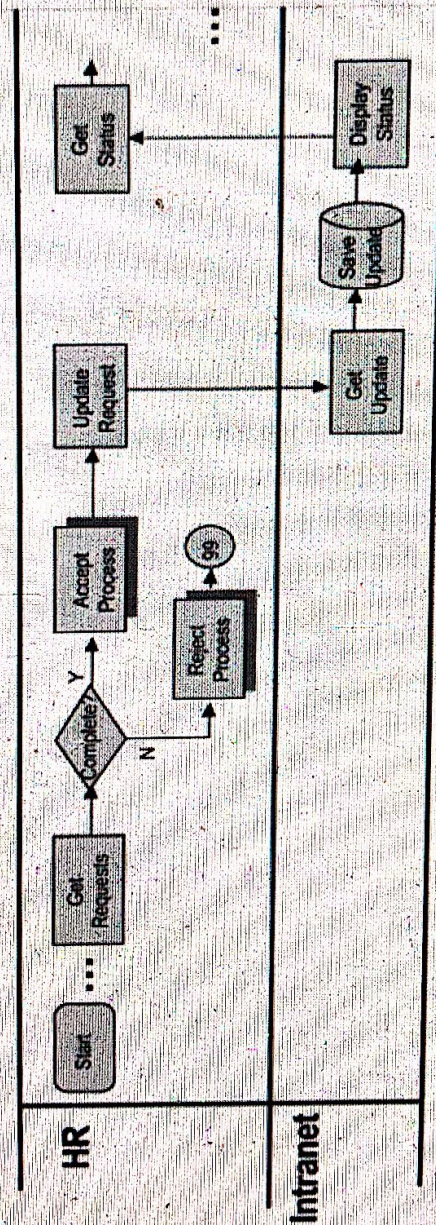 HR
Start
...
Get
Requests
Complete?
Y
N
Accept
Process
Reject
Process
99
Update
Request
Get
Status
...
Intranet
Get
Update
Save
Update
Display
Status